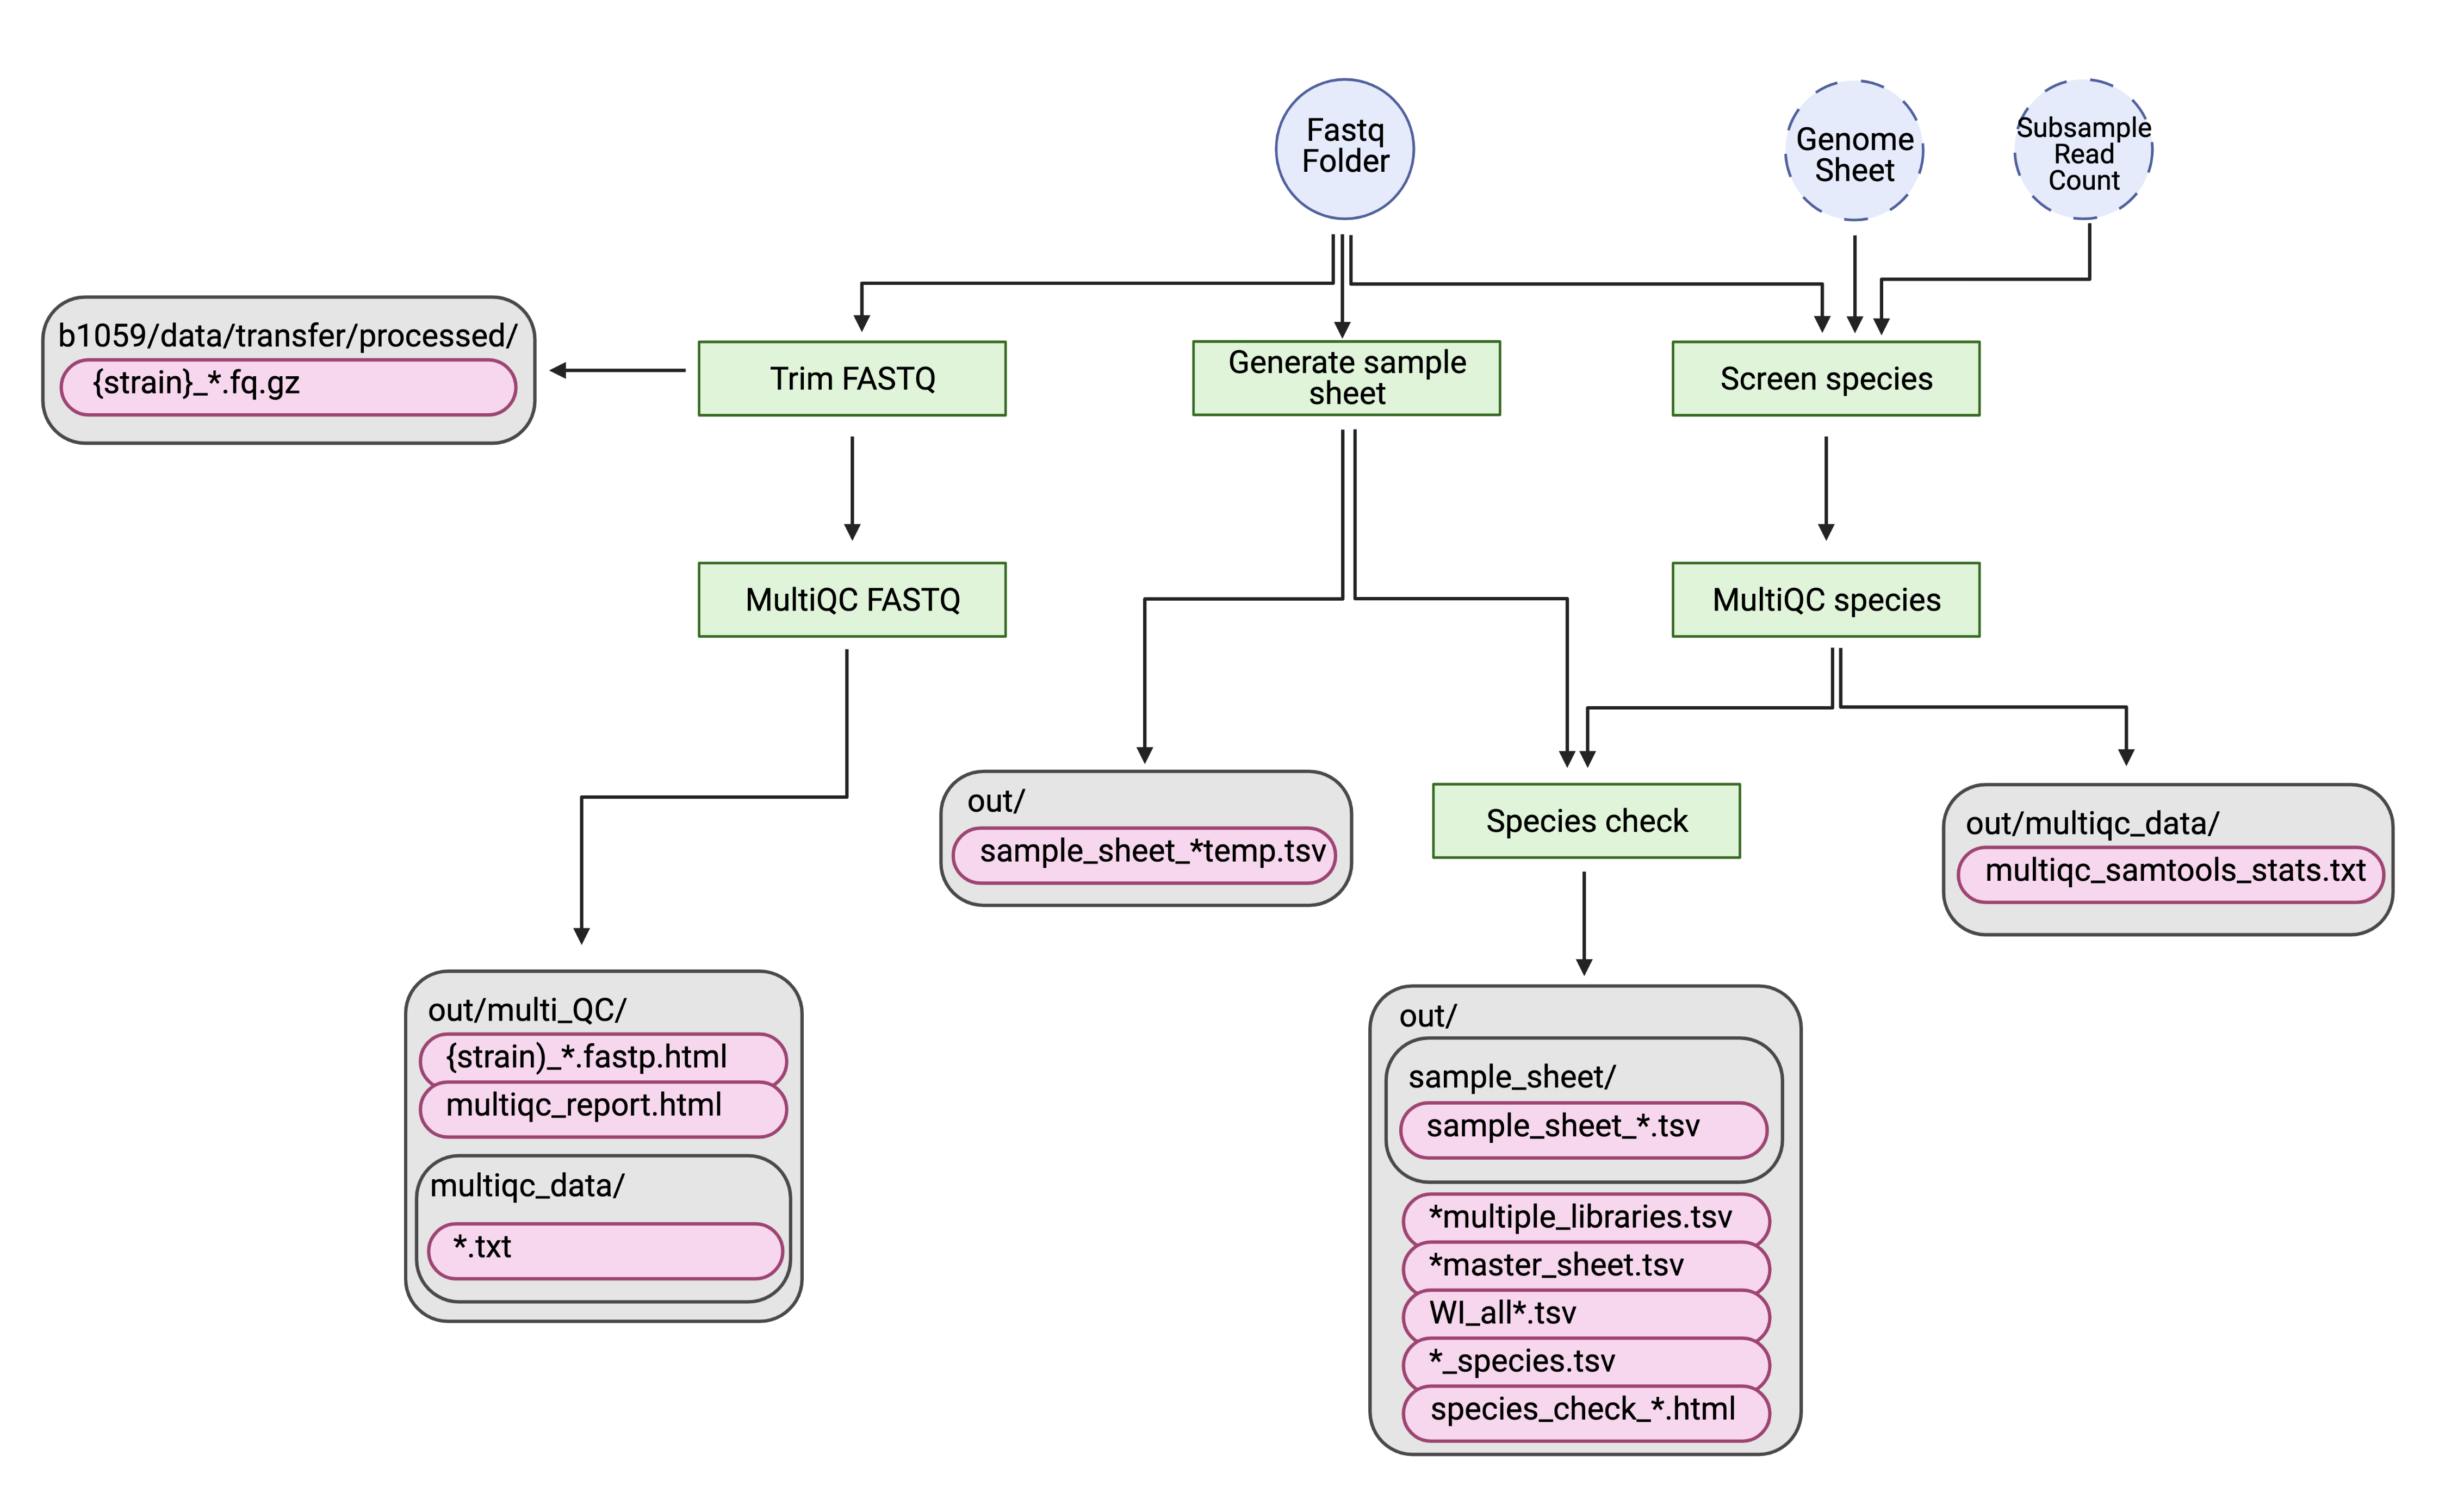 Fastq
Folder
Genome
Sheet
Subsample
Read
Count
b1059/data/transfer/processed/
{strain}_*.fq.gz
Trim FASTQ
Generate sample
sheet
Screen species
MultiQC FASTQ
MultiQC species
out/
sample_sheet_*temp.tsv
Species check
out/multiqc_data/
multiqc_samtools_stats.txt
out/multi_QC/
{strain)_*.fastp.html
multiqc_report.html
multiqc_data/
*.txt
out/
sample_sheet/
sample_sheet_*.tsv
*multiple_libraries.tsv
*master_sheet.tsv
WI_all*.tsv
*_species.tsv
species_check_*.html